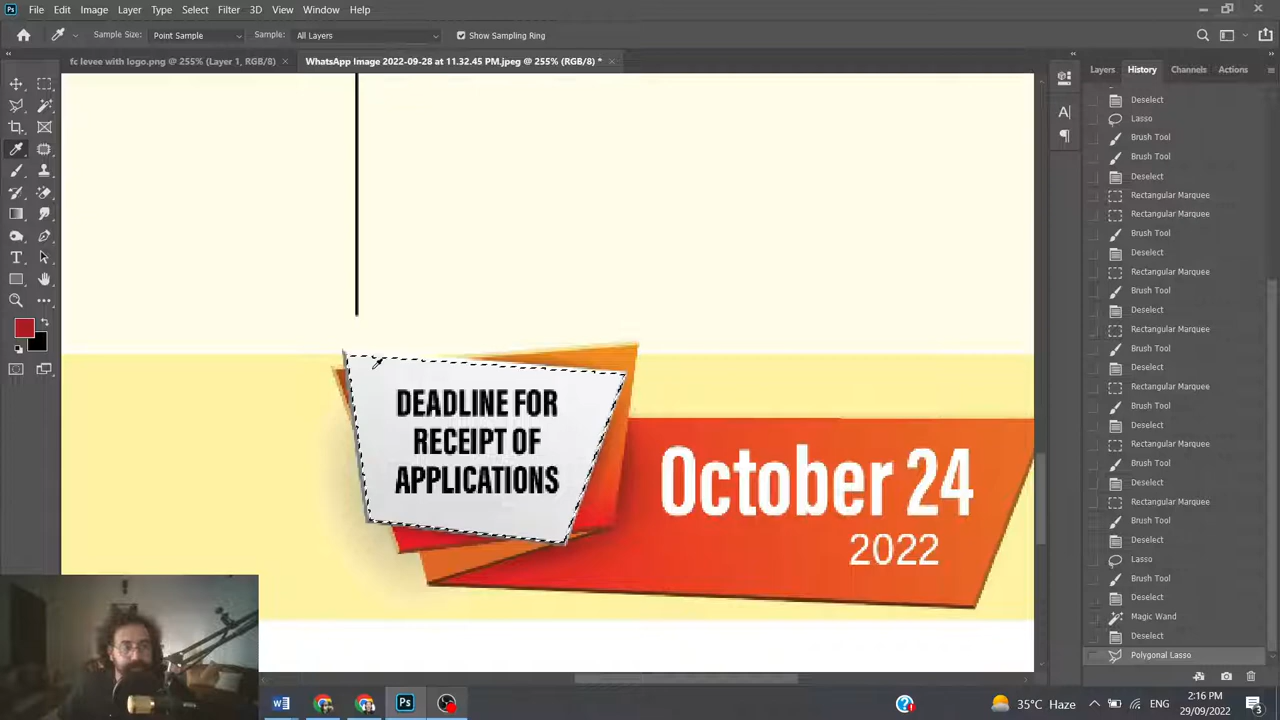 Ps File Edit Image Layer Type Select Filter 3D View Window Help
Sample Size: Point Sample Sample: All Layers Show Sampling Ring
fc levee with logo.png @ 255% (Layer 1, RGB/8) × WhatsApp Image 2022-09-28 at 11.32.45 PM.jpeg @ 255% (RGB/8) * ×
Layers History Channels Actions
Deselect
Lasso
Brush Tool
Brush Tool
Deselect
Rectangular Marquee
Rectangular Marquee
Brush Tool
Deselect
Rectangular Marquee
Brush Tool
Deselect
Rectangular Marquee
Brush Tool
Deselect
Rectangular Marquee
Brush Tool
Deselect
Rectangular Marquee
Brush Tool
Deselect
Rectangular Marquee
Brush Tool
Deselect
Lasso
Brush Tool
Deselect
Magic Wand
Deselect
Polygonal Lasso
DEADLINE FOR
RECEIPT OF
APPLICATIONS
October 24
2022
Ps
35°C Haze
ENG
2:16 PM
29/09/2022
3